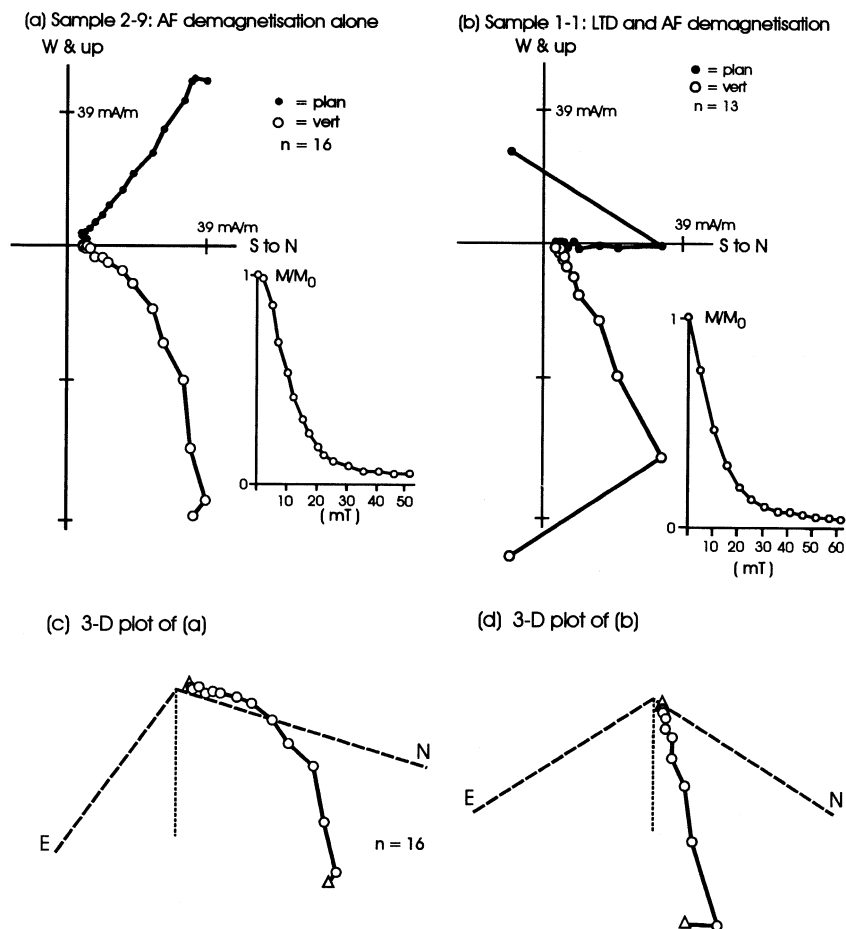 (a) Sample 2-9: AF demagnetisation alone
W & up
39 mA/m
• = plan
○ = vert
n = 16
39 mA/m
S to N
1
M/M₀
0
10 20 30 40 50
(mT)
(b) Sample 1-1: LTD and AF demagnetisation
W & up
39 mA/m
• = plan
○ = vert
n = 13
39 mA/m
S to N
1
M/M₀
0
10 20 30 40 50 60
(mT)
(c) 3-D plot of (a)
N
E
n = 16
(d) 3-D plot of (b)
E
N